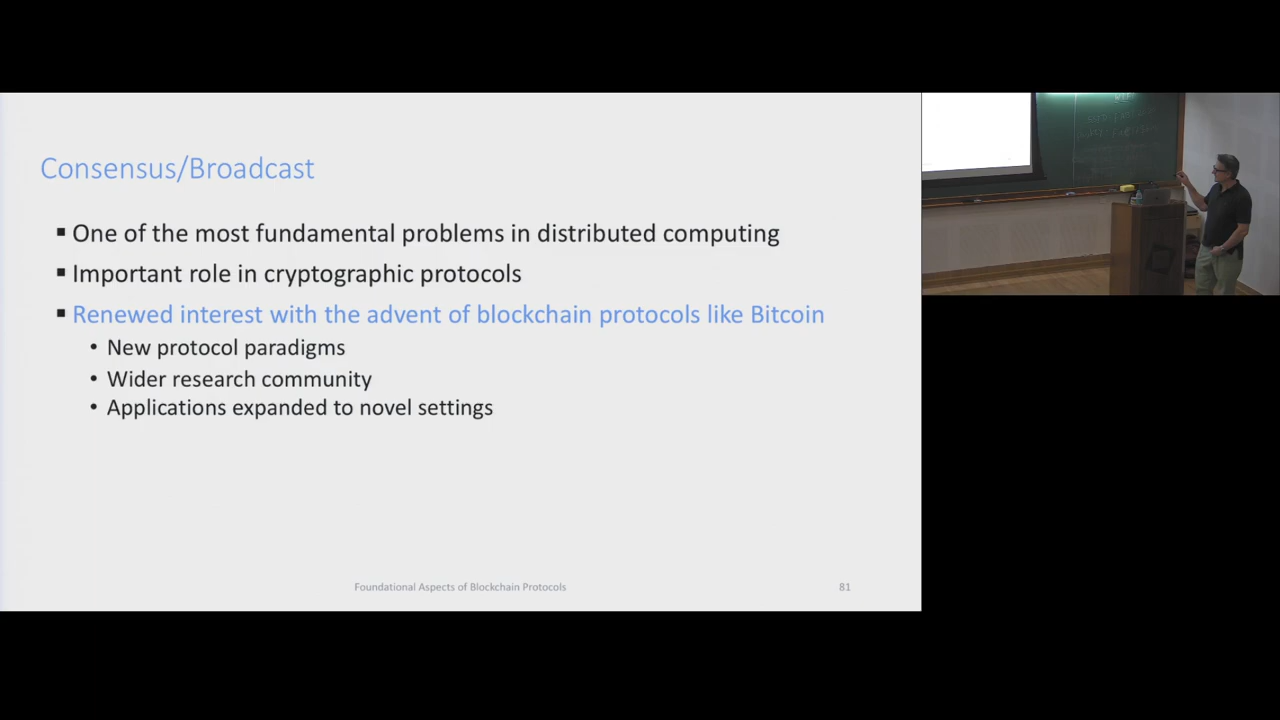 Consensus/Broadcast
▪ One of the most fundamental problems in distributed computing
▪ Important role in cryptographic protocols
▪ Renewed interest with the advent of blockchain protocols like Bitcoin
• New protocol paradigms
• Wider research community
• Applications expanded to novel settings
Foundational Aspects of Blockchain Protocols
81